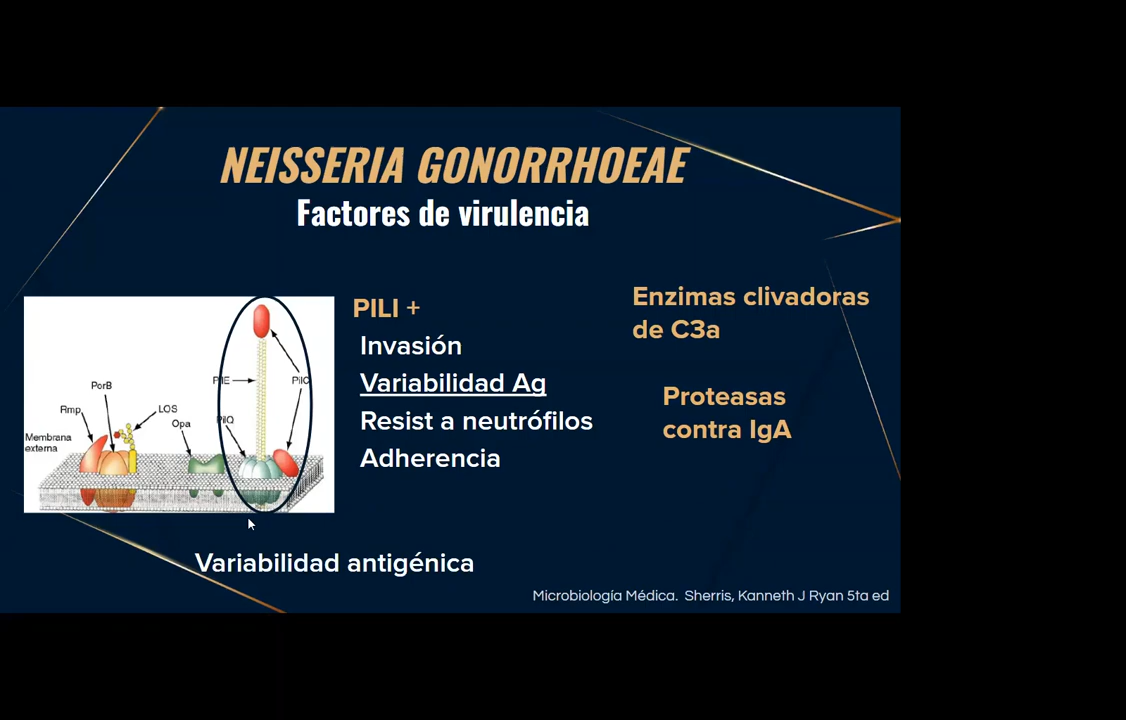 NEISSERIA GONORRHOEAE
Factores de virulencia
PILI +
Invasión
Variabilidad Ag
Resist a neutrófilos
Adherencia
Enzimas clivadoras
de C3a
Proteasas
contra IgA
PorB
Rmp
LOS
Opa
Membrana
externa
PilE
PilC
PilQ
Variabilidad antigénica
Microbiología Médica. Sherris, Kanneth J Ryan 5ta ed